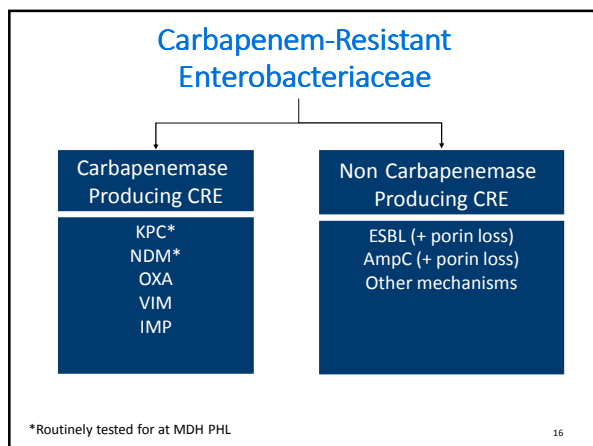 Carbapenem-Resistant
Enterobacteriaceae
Carbapenemase
Producing CRE
KPC*
NDM*
OXA
VIM
IMP
Non Carbapenemase
Producing CRE
ESBL (+ porin loss)
AmpC (+ porin loss)
Other mechanisms
*Routinely tested for at MDH PHL
16